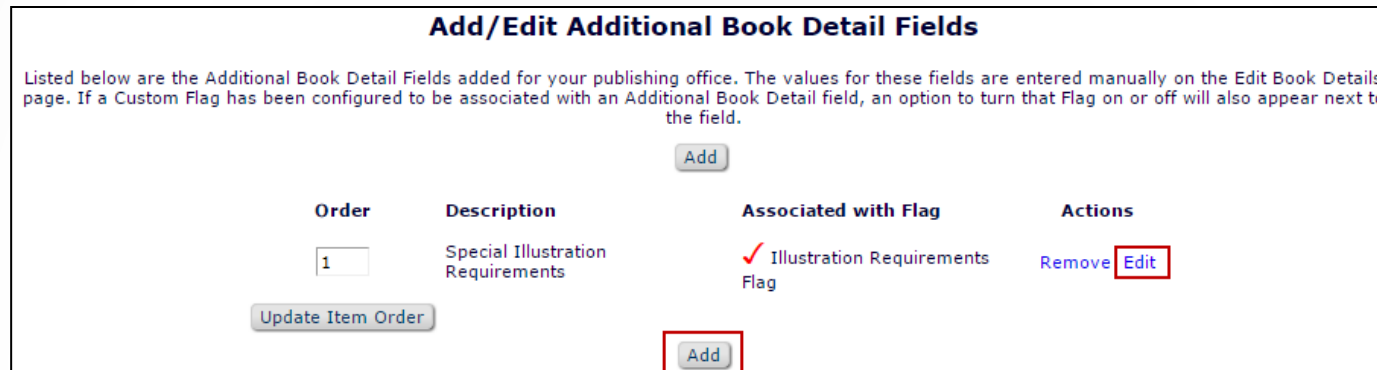 Add/Edit Additional Book Detail Fields
Listed below are the Additional Book Detail Fields added for your publishing office. The values for these fields are entered manually on the Edit Book Details
page. If a Custom Flag has been configured to be associated with an Additional Book Detail field, an option to turn that Flag on or off will also appear next to
the field.
Add
Order Description Associated with Flag Actions
1 Special Illustration Requirements Illustration Requirements Flag Remove Edit
Update Item Order
Add